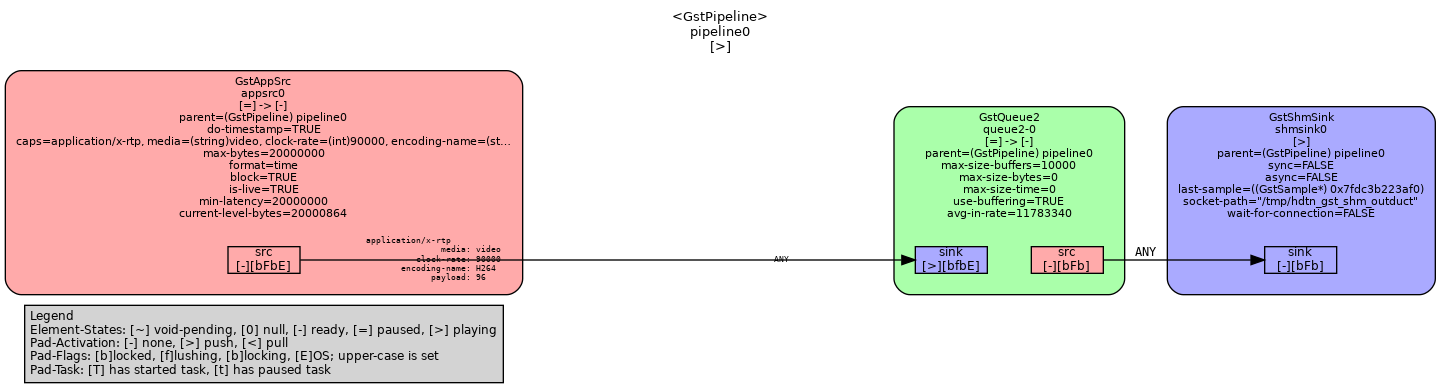 <GstPipeline>
pipeline0
[>]
GstAppSrc
appsrc0
[=] -> [-]
parent=(GstPipeline) pipeline0
do-timestamp=TRUE
caps=application/x-rtp, media=(string)video, clock-rate=(int)90000, encoding-name=(st…
max-bytes=20000000
format=time
block=TRUE
is-live=TRUE
min-latency=20000000
current-level-bytes=20000864
src
[-][bFbE]
application/x-rtp
media: video
clock-rate: 90000
encoding-name: H264
payload: 96
ANY
GstQueue2
queue2-0
[=] -> [-]
parent=(GstPipeline) pipeline0
max-size-buffers=10000
max-size-bytes=0
max-size-time=0
use-buffering=TRUE
avg-in-rate=11783340
sink
[>][bfbE]
src
[-][bFb]
ANY
GstShmSink
shmsink0
[>]
parent=(GstPipeline) pipeline0
sync=FALSE
async=FALSE
last-sample=((GstSample*) 0x7fdc3b223af0)
socket-path="/tmp/hdtn_gst_shm_outduct"
wait-for-connection=FALSE
sink
[-][bFb]
Legend
Element-States: [~] void-pending, [0] null, [-] ready, [=] paused, [>] playing
Pad-Activation: [-] none, [>] push, [<] pull
Pad-Flags: [b]locked, [f]lushing, [b]locking, [E]OS; upper-case is set
Pad-Task: [T] has started task, [t] has paused task